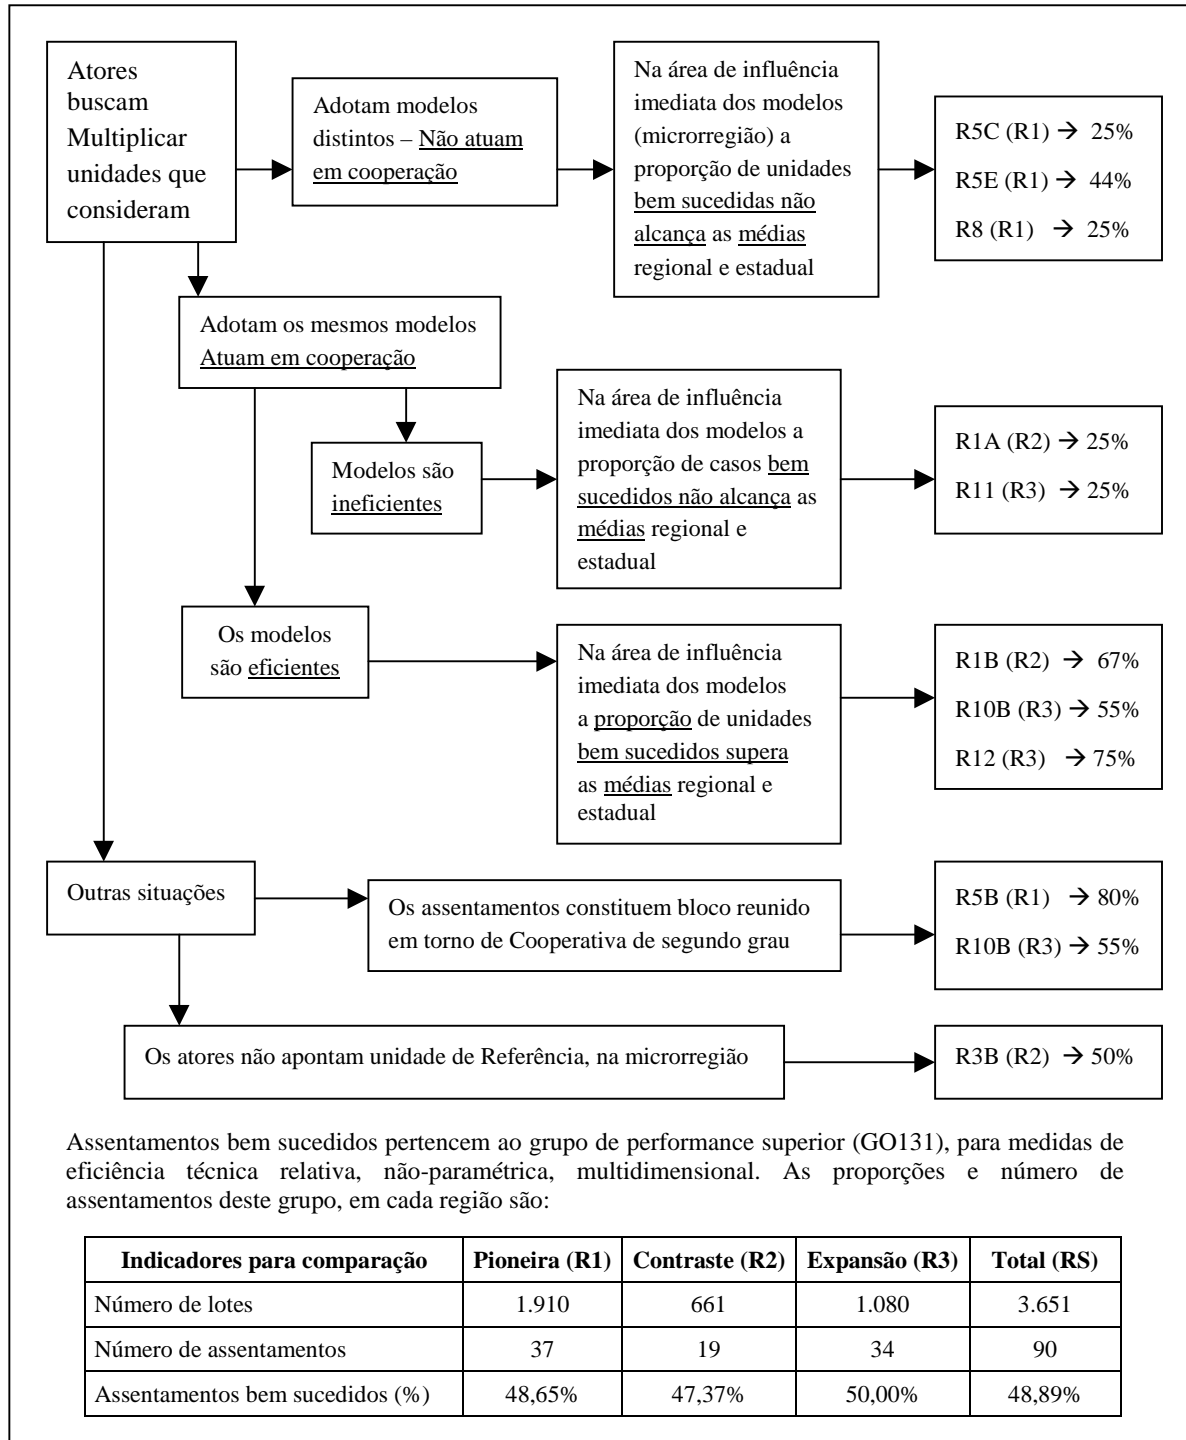 Atores
buscam
Multiplicar
unidades que
consideram
Adotam modelos
distintos – Não atuam
em cooperação
Na área de influência
imediata dos modelos
(microrregião) a
proporção de unidades
bem sucedidas não
alcança as médias
regional e estadual
R5C (R1) → 25%
R5E (R1) → 44%
R8 (R1) → 25%
Adotam os mesmos modelos
Atuam em cooperação
Modelos são
ineficientes
Na área de influência
imediata dos modelos a
proporção de casos bem
sucedidos não alcança as
médias regional e
estadual
R1A (R2) → 25%
R11 (R3) → 25%
Os modelos
são eficientes
Na área de influência
imediata dos modelos
a proporção de unidades
bem sucedidos supera
as médias regional e
estadual
R1B (R2) → 67%
R10B (R3) → 55%
R12 (R3) → 75%
Outras situações
Os assentamentos constituem bloco reunido
em torno de Cooperativa de segundo grau
R5B (R1) → 80%
R10B (R3) → 55%
Os atores não apontam unidade de Referência, na microrregião
R3B (R2) → 50%
Assentamentos bem sucedidos pertencem ao grupo de performance superior (GO131), para medidas de
eficiência técnica relativa, não-paramétrica, multidimensional. As proporções e número de
assentamentos deste grupo, em cada região são:
Indicadores para comparação Pioneira (R1) Contraste (R2) Expansão (R3) Total (RS)
Número de lotes 1.910 661 1.080 3.651
Número de assentamentos 37 19 34 90
Assentamentos bem sucedidos (%) 48,65% 47,37% 50,00% 48,89%